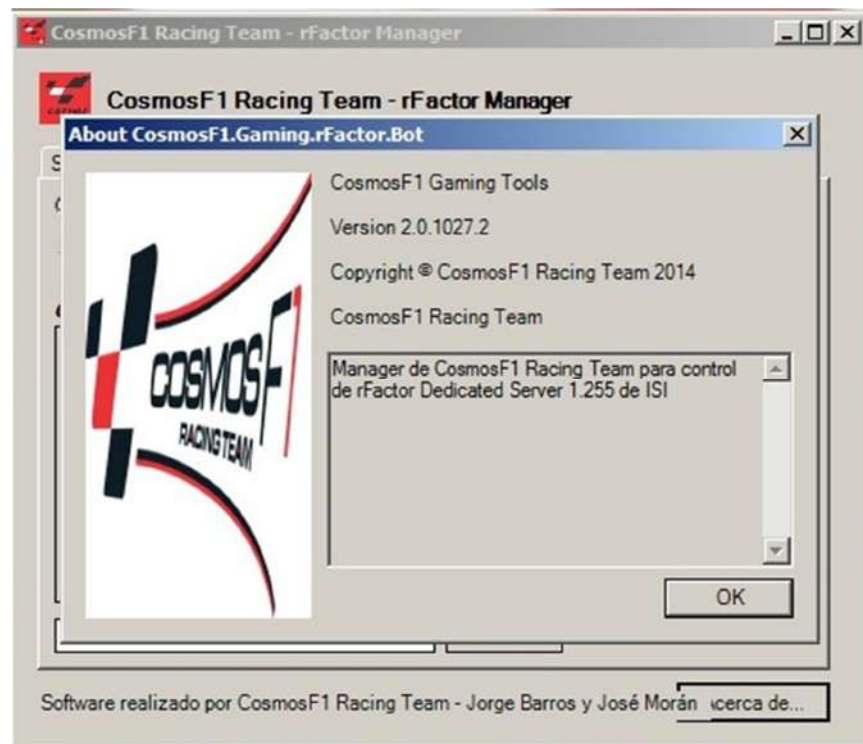 CosmosF1 Racing Team - rFactor Manager
CosmosF1 Racing Team - rFactor Manager
About CosmosF1.Gaming.rFactor.Bot
S
CosmosF1 Gaming Tools
Version 2.0.1027.2
Copyright © CosmosF1 Racing Team 2014
CosmosF1 Racing Team
Manager de CosmosF1 Racing Team para control
de rFactor Dedicated Server 1.255 de ISI
COSMOS F1
RACING TEAM
OK
Software realizado por CosmosF1 Racing Team - Jorge Barros y José Morán
cerca de...